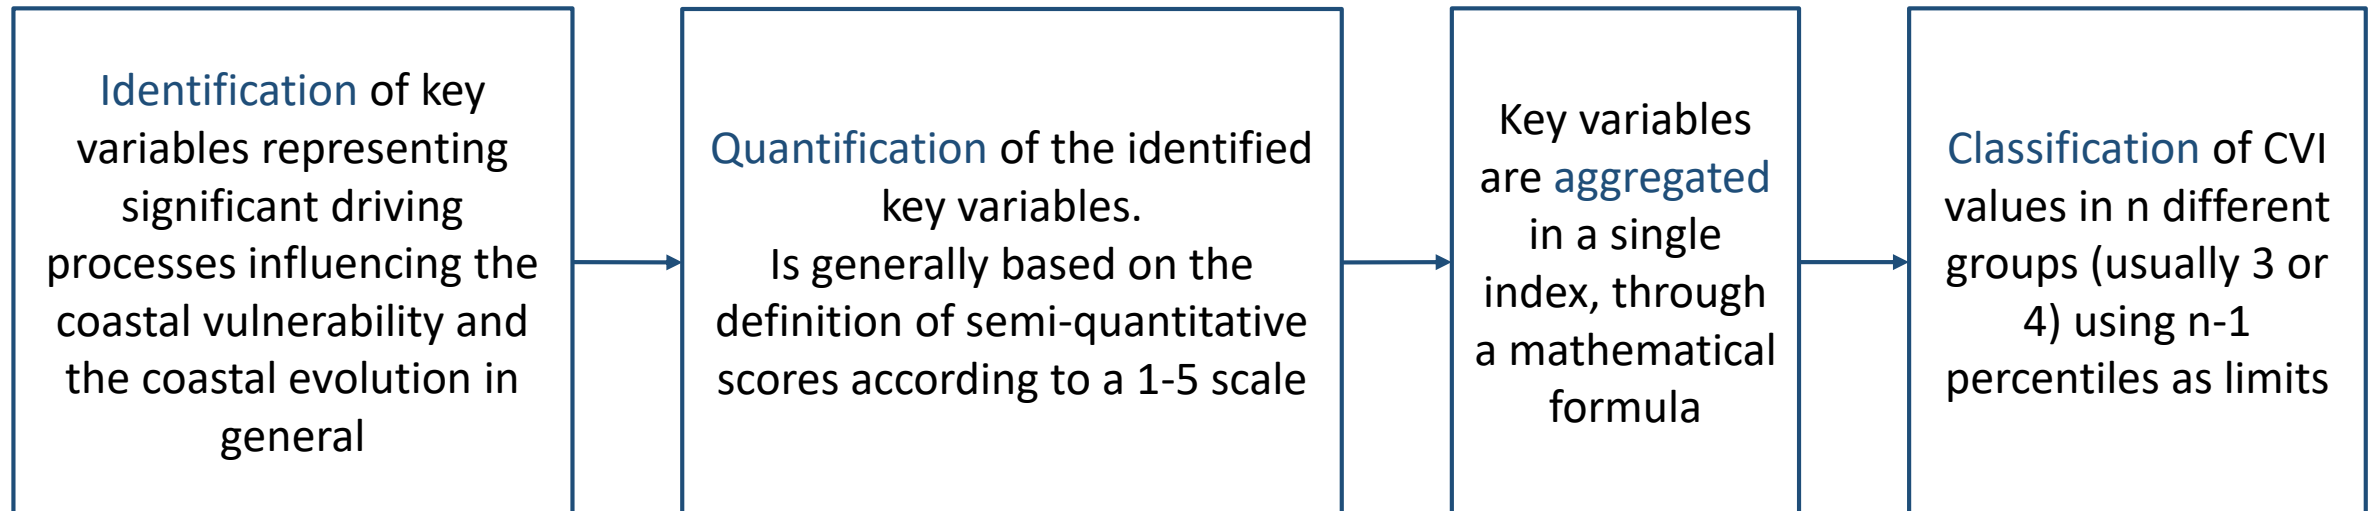 Identification of key
variables representing
significant driving
processes influencing the
coastal vulnerability and
the coastal evolution in
general
Quantification of the identified
key variables.
Is generally based on the
definition of semi-quantitative
scores according to a 1-5 scale
Key variables
are aggregated
in a single
index, through
a mathematical
formula
Classification of CVI
values in n different
groups (usually 3 or
4) using n-1
percentiles as limits